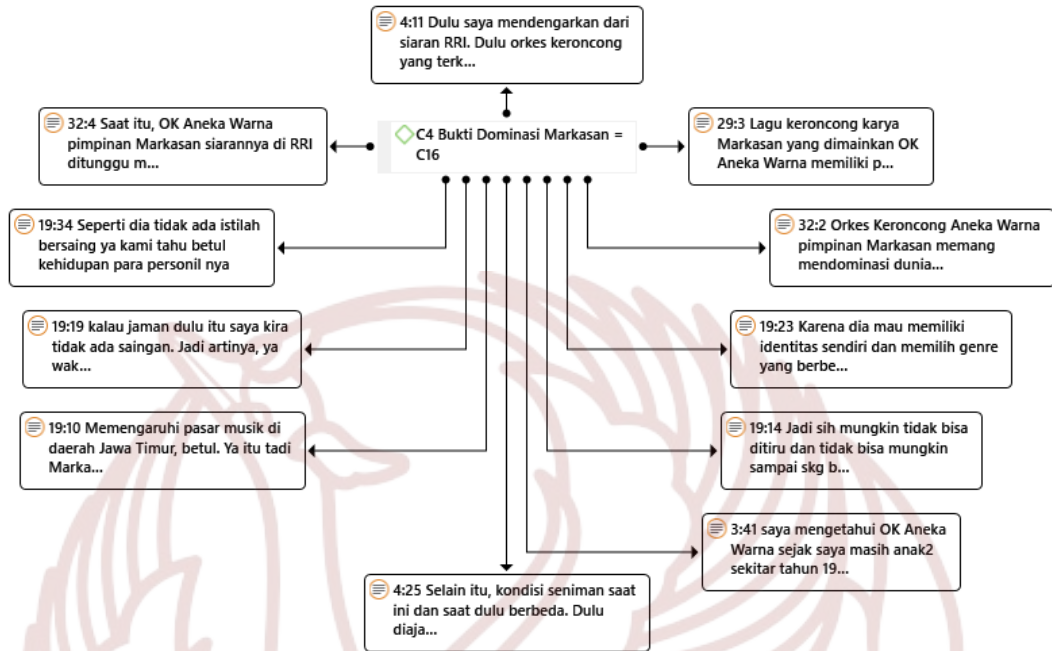 4:11 Dulu saya mendengarkan dari
siaran RRI. Dulu orkes keroncong
yang terk...
32:4 Saat itu, OK Aneka Warna
pimpinan Markasan siarannya di RRI
ditunggu m...
C4 Bukti Dominasi Markasan =
C16
29:3 Lagu keroncong karya
Markasan yang dimainkan OK
Aneka Warna memiliki p...
19:34 Seperti dia tidak ada istilah
bersaing ya kami tahu betul
kehidupan para personil nya
32:2 Orkes Keroncong Aneka Warna
pimpinan Markasan memang
mendominasi dunia...
19:19 kalau jaman dulu itu saya kira
tidak ada saingan. Jadi artinya, ya
wak...
19:23 Karena dia mau memiliki
identitas sendiri dan memilih genre
yang berbe...
19:10 Memengaruhi pasar musik di
daerah Jawa Timur, betul. Ya itu tadi
Marka...
19:14 Jadi sih mungkin tidak bisa
ditiru dan tidak bisa mungkin
sampai skg b...
3:41 saya mengetahui OK Aneka
Warna sejak saya masih anak2
sekitar tahun 19...
4:25 Selain itu, kondisi seniman saat
ini dan saat dulu berbeda. Dulu
diaja...